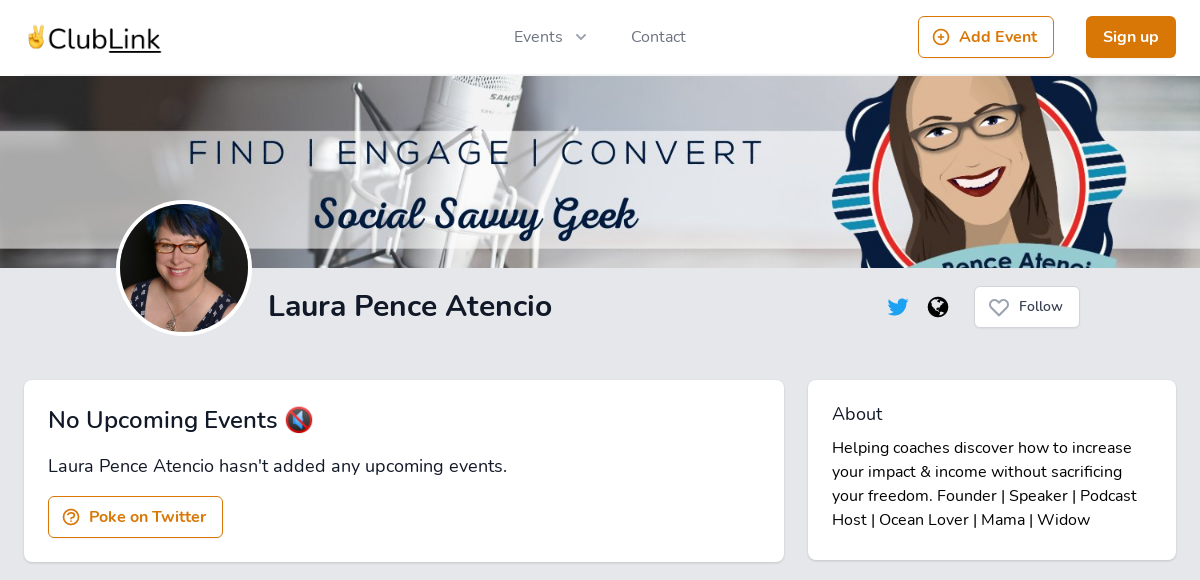 ✌️ClubLink
Events
Contact
Add Event
Sign up
SAMSON
FIND | ENGAGE | CONVERT
Social Savvy Geek
Pence Atencio
Laura Pence Atencio
Follow
No Upcoming Events 🔇
Laura Pence Atencio hasn't added any upcoming events.
Poke on Twitter
About
Helping coaches discover how to increase
your impact & income without sacrificing
your freedom. Founder | Speaker | Podcast
Host | Ocean Lover | Mama | Widow